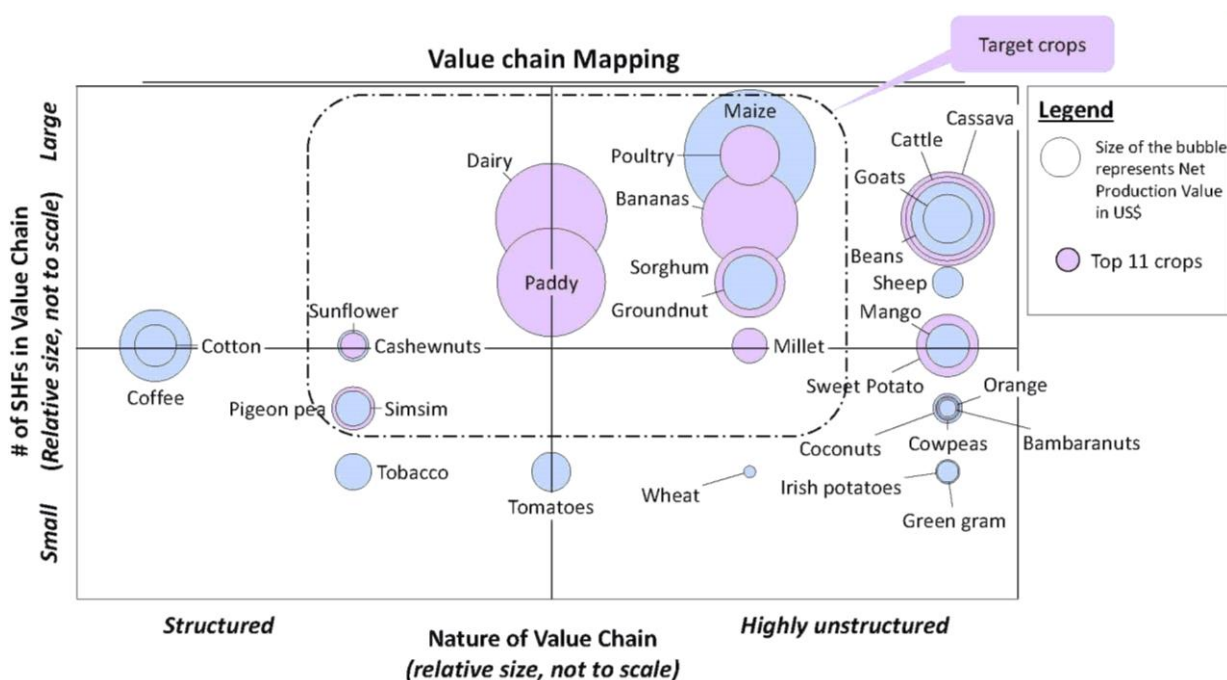 Target crops
Value chain Mapping
Legend
Size of the bubble
represents Net
Production Value
in US$
Top 11 crops
# of SHFs in Value Chain
(Relative size, not to scale)
Large
Small
Maize
Cassava
Cattle
Dairy
Poultry
Goats
Bananas
Beans
Sorghum
Paddy
Sheep
Groundnut
Sunflower
Mango
Cotton
Cashewnuts
Millet
Sweet Potato
Orange
Coffee
Pigeon pea
Simsim
Coconuts
Cowpeas
Bambaranuts
Tobacco
Wheat
Irish potatoes
Tomatoes
Green gram
Structured
Nature of Value Chain
(relative size, not to scale)
Highly unstructured